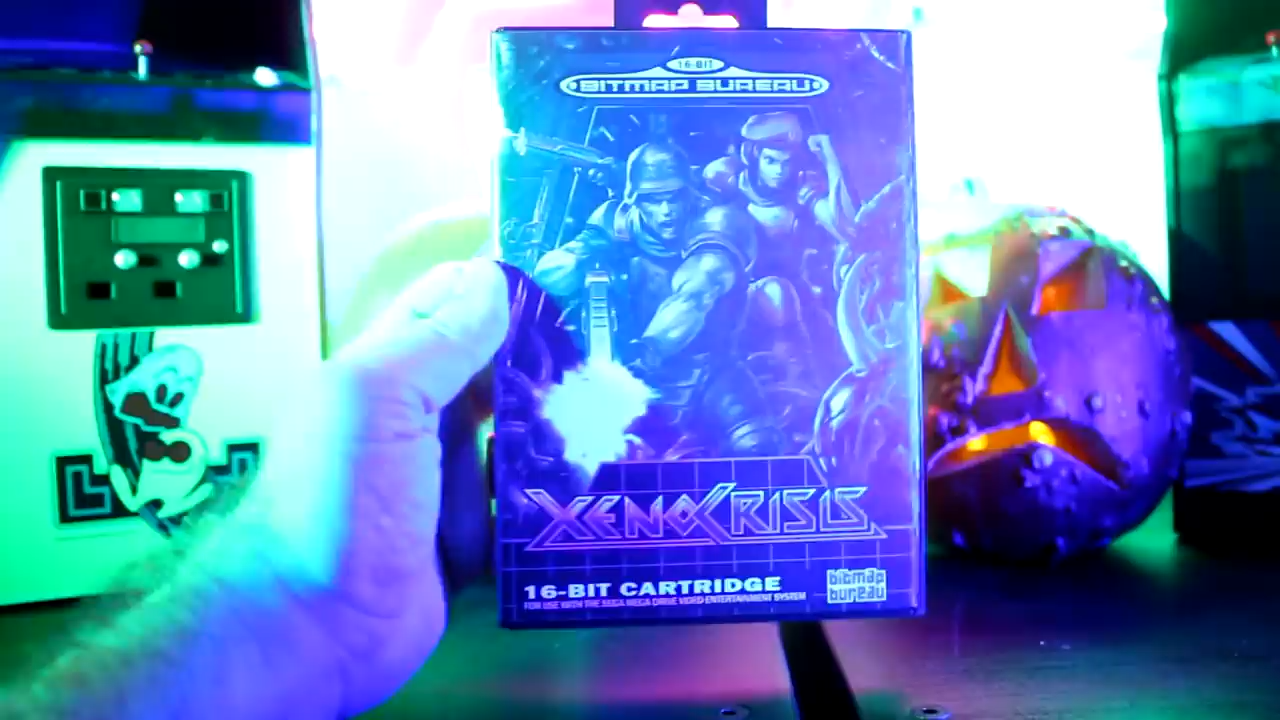 16-BIT
BITMAP BUREAU
XENOCRISIS
16-BIT CARTRIDGE
FOR USE WITH THE MEGA DRIVE VIDEO ENTERTAINMENT SYSTEM
bitmap
bureau